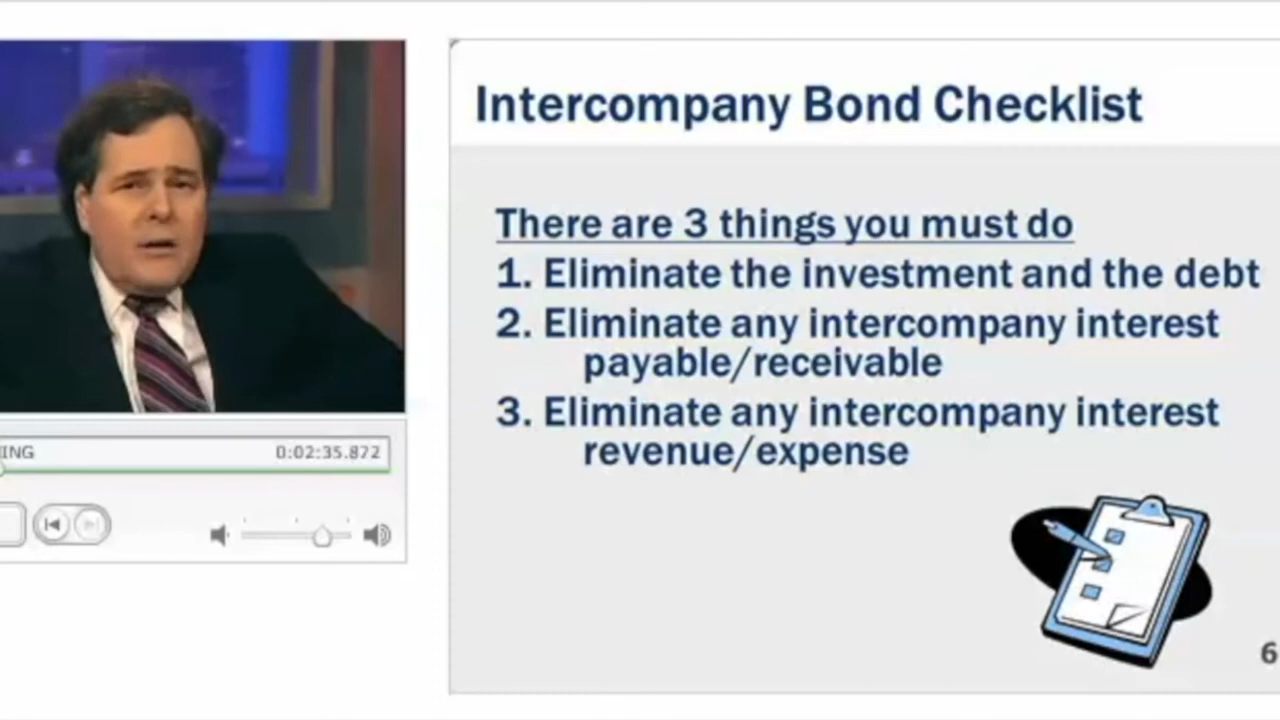 Intercompany Bond Checklist
There are 3 things you must do
1. Eliminate the investment and the debt
2. Eliminate any intercompany interest
payable/receivable
3. Eliminate any intercompany interest
revenue/expense
ING
0:02:35.872
6